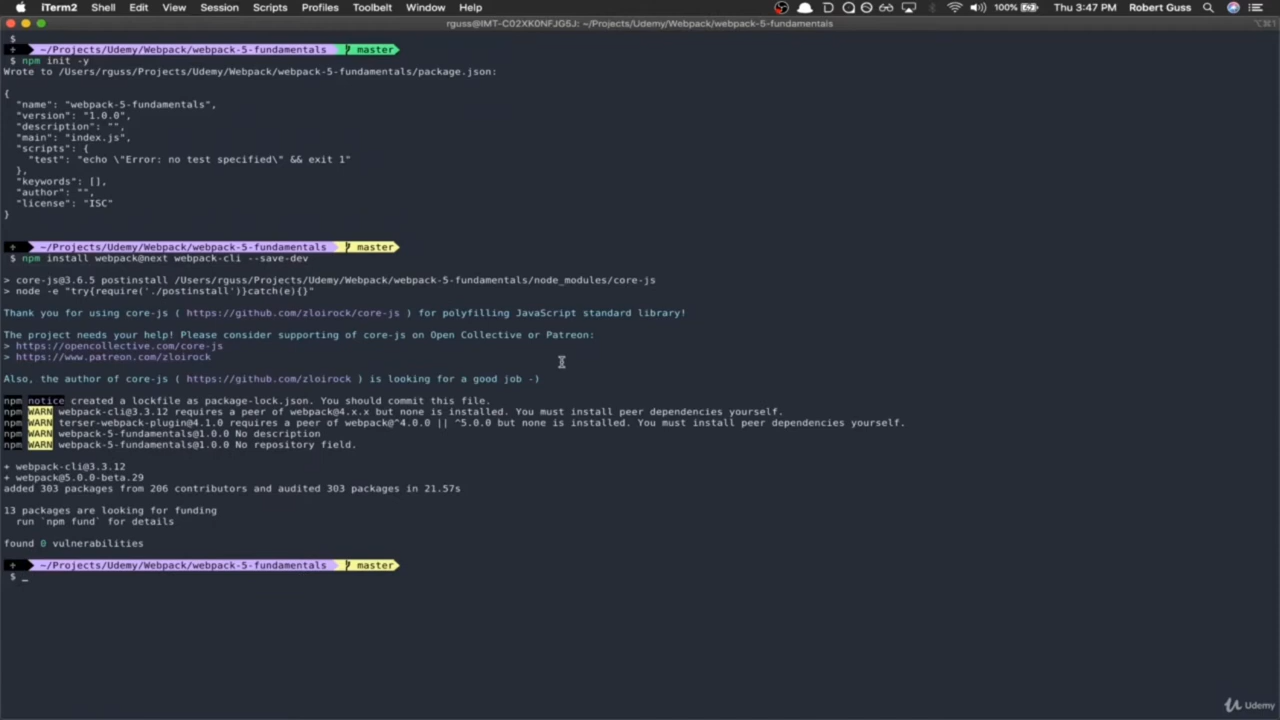 iTerm2 Shell Edit View Session Scripts Profiles Toolbelt Window Help 100% Thu 3:47 PM Robert Guss
rguss@IMT-C02XK0NFJG5J: ~/Projects/Udemy/Webpack/webpack-5-fundamentals
$
~/Projects/Udemy/Webpack/webpack-5-fundamentals master
$ npm init -y
Wrote to /Users/rguss/Projects/Udemy/Webpack/webpack-5-fundamentals/package.json:
{
"name": "webpack-5-fundamentals",
"version": "1.0.0",
"description": "",
"main": "index.js",
"scripts": {
"test": "echo \"Error: no test specified\" && exit 1"
},
"keywords": [],
"author": "",
"license": "ISC"
}
~/Projects/Udemy/Webpack/webpack-5-fundamentals master
$ npm install webpack@next webpack-cli --save-dev
> core-js@3.6.5 postinstall /Users/rguss/Projects/Udemy/Webpack/webpack-5-fundamentals/node_modules/core-js
> node -e "try{require('./postinstall')}catch(e){}"
Thank you for using core-js ( https://github.com/zloirock/core-js ) for polyfilling JavaScript standard library!
The project needs your help! Please consider supporting of core-js on Open Collective or Patreon:
> https://opencollective.com/core-js
> https://www.patreon.com/zloirock
Also, the author of core-js ( https://github.com/zloirock ) is looking for a good job -)
npm notice created a lockfile as package-lock.json. You should commit this file.
npm WARN webpack-cli@3.3.12 requires a peer of webpack@4.x.x but none is installed. You must install peer dependencies yourself.
npm WARN terser-webpack-plugin@4.1.0 requires a peer of webpack@^4.0.0 || ^5.0.0 but none is installed. You must install peer dependencies yourself.
npm WARN webpack-5-fundamentals@1.0.0 No description
npm WARN webpack-5-fundamentals@1.0.0 No repository field.
+ webpack-cli@3.3.12
+ webpack@5.0.0-beta.29
added 303 packages from 206 contributors and audited 303 packages in 21.57s
13 packages are looking for funding
run `npm fund` for details
found 0 vulnerabilities
~/Projects/Udemy/Webpack/webpack-5-fundamentals master
$ _
Udemy